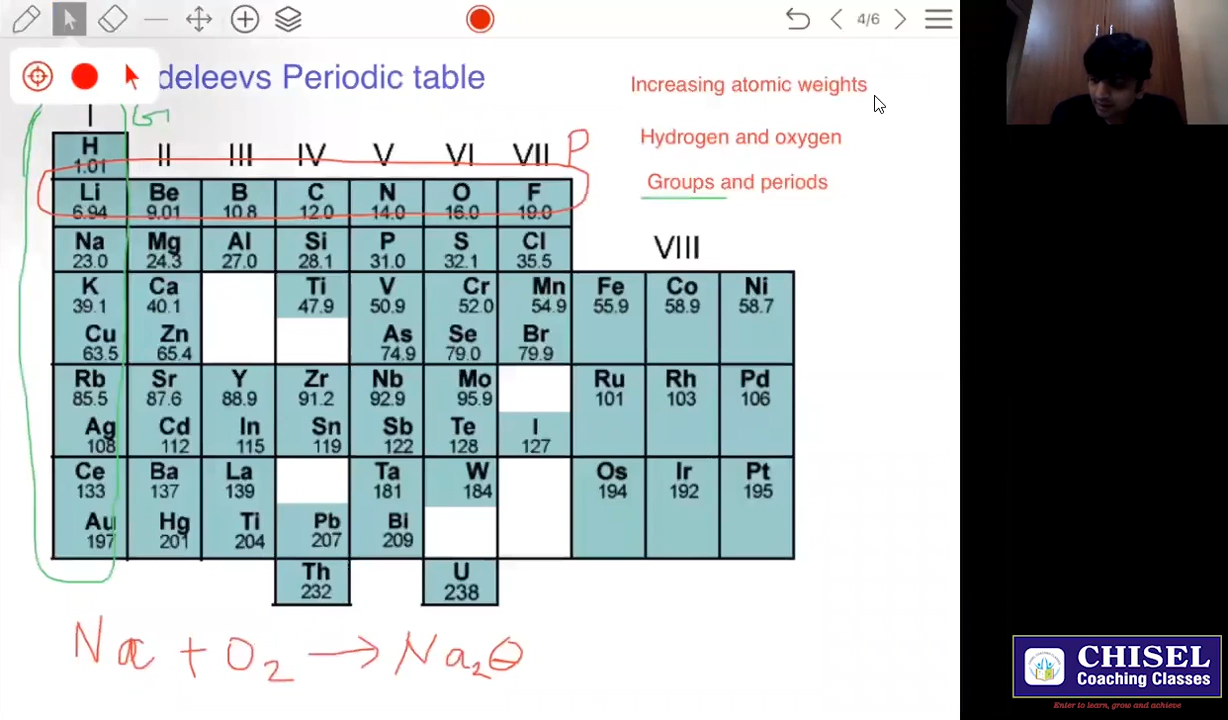 4/6
deleevs Periodic table
Increasing atomic weights
Hydrogen and oxygen
Groups and periods
I
G
H
1.01
II III IV V VI VII P
Li Be B C N O F
6.94 9.01 10.8 12.0 14.0 16.0 19.0
VIII
Na Mg Al Si P S Cl
23.0 24.3 27.0 28.1 31.0 32.1 35.5
K Ca Ti V Cr Mn Fe Co Ni
39.1 40.1 47.9 50.9 52.0 54.9 55.9 58.9 58.7
Cu Zn As Se Br
63.5 65.4 74.9 79.0 79.9
Rb Sr Y Zr Nb Mo Ru Rh Pd
85.5 87.6 88.9 91.2 92.9 95.9 101 103 106
Ag Cd In Sn Sb Te I
108 112 115 119 122 128 127
Ce Ba La Ta W Os Ir Pt
133 137 139 181 184 194 192 195
Au Hg Ti Pb Bi
197 201 204 207 209
Th U
232 238
Na + O2 → Na2O
CHISEL
Coaching Classes
Enter to learn, grow and achieve